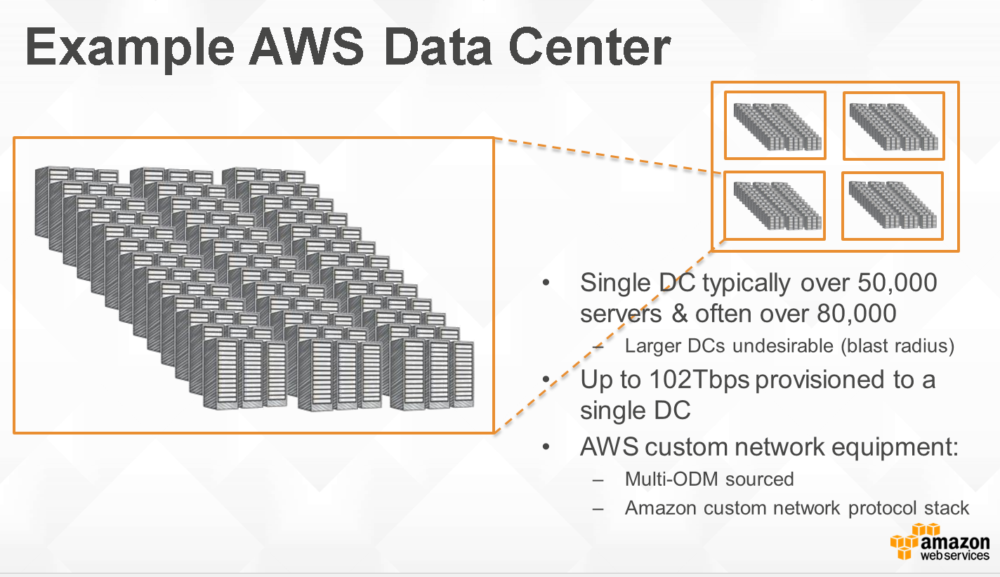 Example AWS Data Center
• Single DC typically over 50,000
servers & often over 80,000
– Larger DCs undesirable (blast radius)
• Up to 102Tbps provisioned to a
single DC
• AWS custom network equipment:
– Multi-ODM sourced
– Amazon custom network protocol stack
amazon
web services